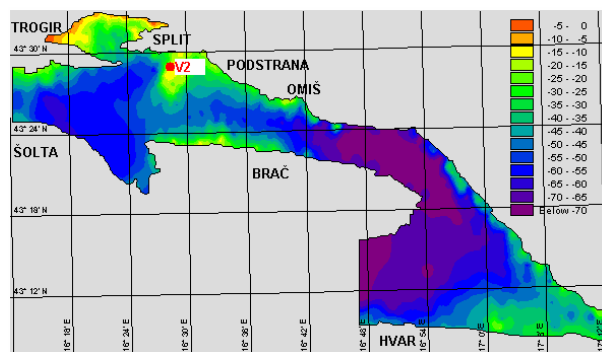 TROGIR
43° 30' N
SPLIT
V2
PODSTRANA
OMIŠ
43° 24' N
ŠOLTA
BRAČ
43° 18' N
43° 12' N
HVAR
16° 18' E
16° 24' E
16° 30' E
16° 36' E
16° 42' E
16° 48' E
16° 54' E
17° 0' E
-5 - 0
-10 - -5
-15 - -10
-20 - -15
-25 - -20
-30 - -25
-35 - -30
-40 - -35
-45 - -40
-50 - -45
-55 - -50
-60 - -55
-65 - -60
-70 - -65
Below -70